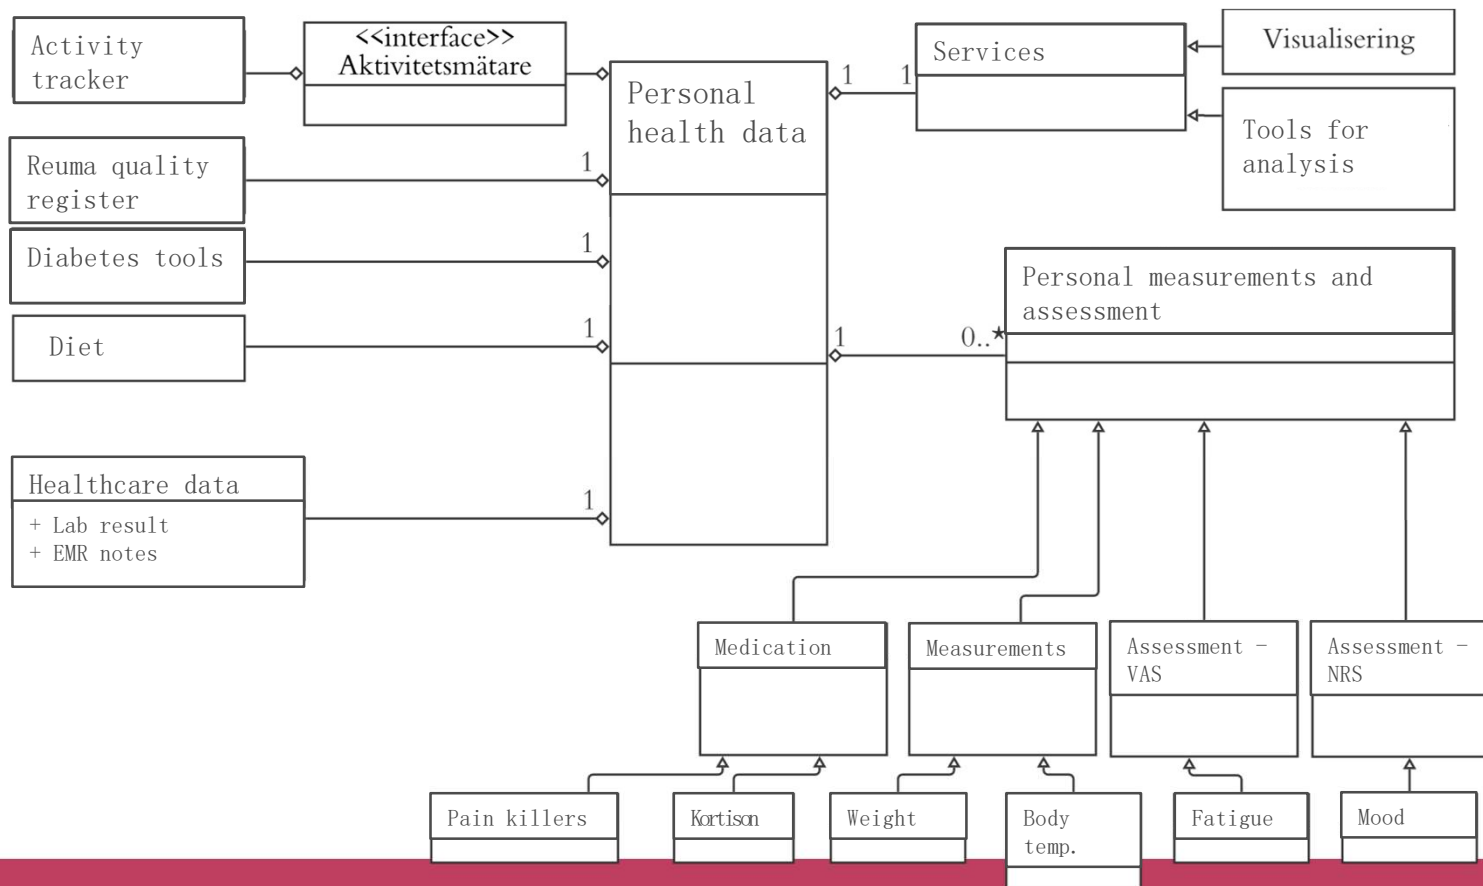 Activity
tracker
<<interface>>
Aktivitetsmätare
Personal
health data
1
1
Services
Visualisering
Tools for
analysis
Reuma quality
register
1
Diabetes tools
1
Diet
1
Personal measurements and
assessment
1
0..*
Healthcare data
+ Lab result
+ EMR notes
1
Medication
Measurements
Assessment -
VAS
Assessment -
NRS
Pain killers
Kortison
Weight
Body
temp.
Fatigue
Mood